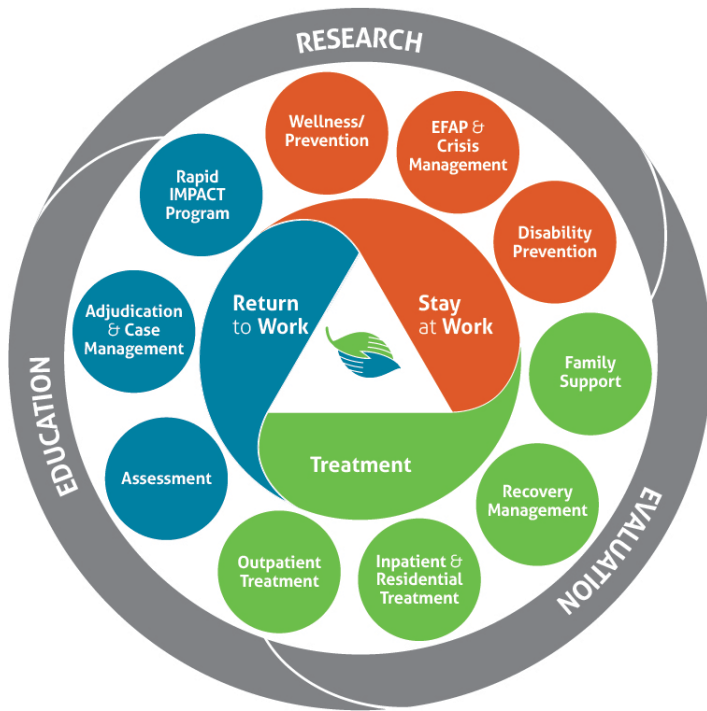 RESEARCH
Wellness/
Prevention
EFAP &
Crisis
Management
Disability
Prevention
Rapid
IMPACT
Program
Adjudication
& Case
Management
Assessment
Return
to Work
Stay
at Work
Treatment
Family
Support
Recovery
Management
Inpatient &
Residential
Treatment
Outpatient
Treatment
EDUCATION
EVALUATION